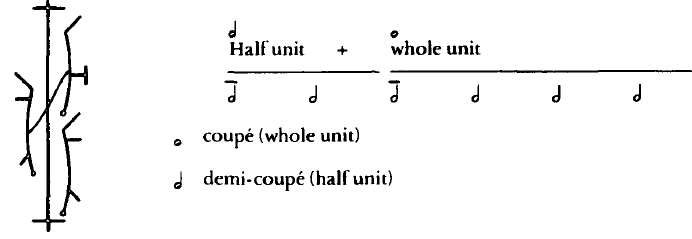 Half unit + whole unit
coupé (whole unit)
demi-coupé (half unit)